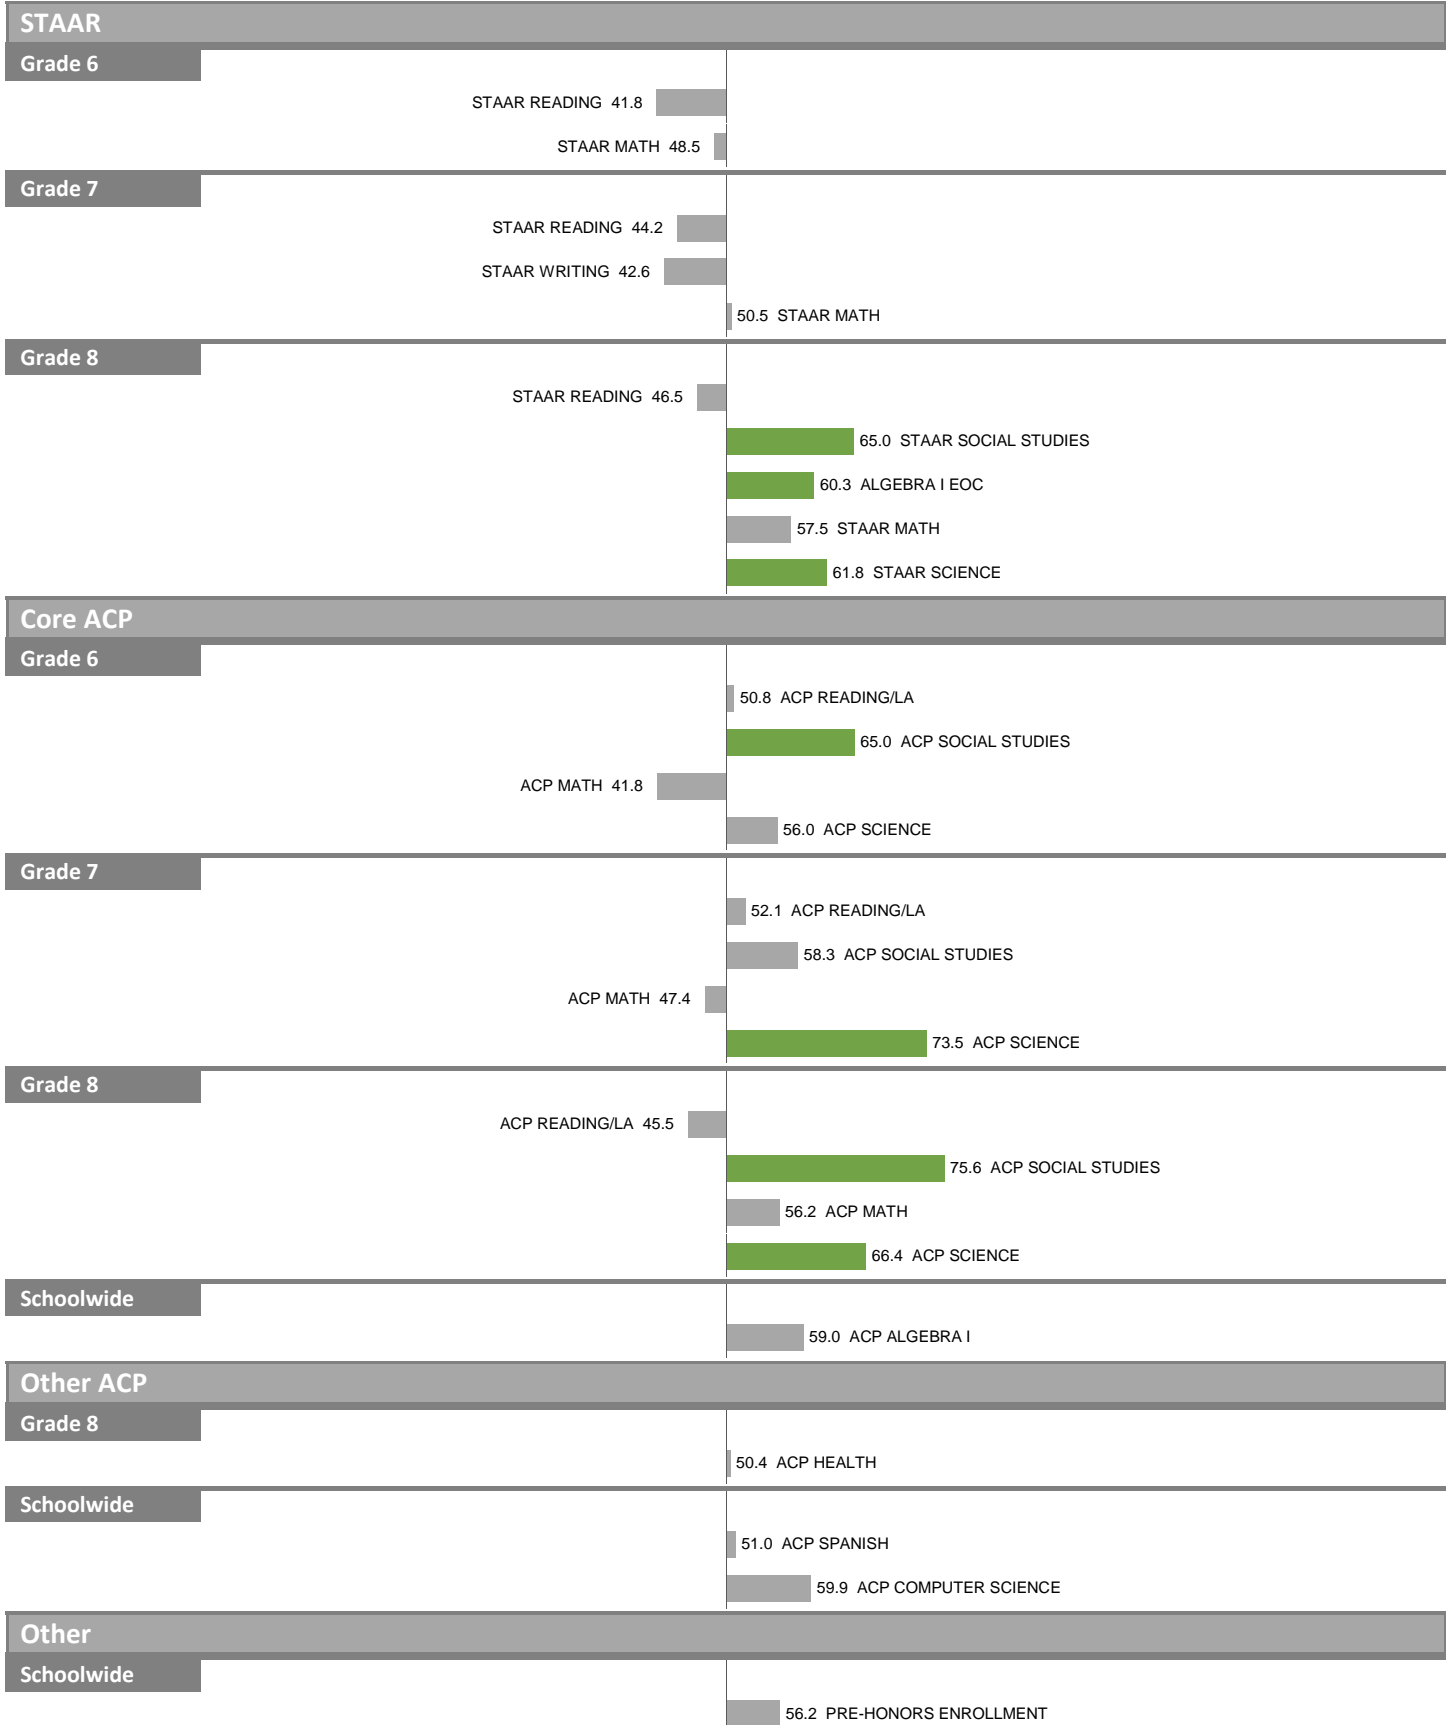 STAAR
Grade 6
STAAR READING 41.8
STAAR MATH 48.5
Grade 7
STAAR READING 44.2
STAAR WRITING 42.6
50.5 STAAR MATH
Grade 8
STAAR READING 46.5
65.0 STAAR SOCIAL STUDIES
60.3 ALGEBRA I EOC
57.5 STAAR MATH
61.8 STAAR SCIENCE
Core ACP
Grade 6
50.8 ACP READING/LA
65.0 ACP SOCIAL STUDIES
ACP MATH 41.8
56.0 ACP SCIENCE
Grade 7
52.1 ACP READING/LA
58.3 ACP SOCIAL STUDIES
ACP MATH 47.4
73.5 ACP SCIENCE
Grade 8
ACP READING/LA 45.5
75.6 ACP SOCIAL STUDIES
56.2 ACP MATH
66.4 ACP SCIENCE
Schoolwide
59.0 ACP ALGEBRA I
Other ACP
Grade 8
50.4 ACP HEALTH
Schoolwide
51.0 ACP SPANISH
59.9 ACP COMPUTER SCIENCE
Other
Schoolwide
56.2 PRE-HONORS ENROLLMENT